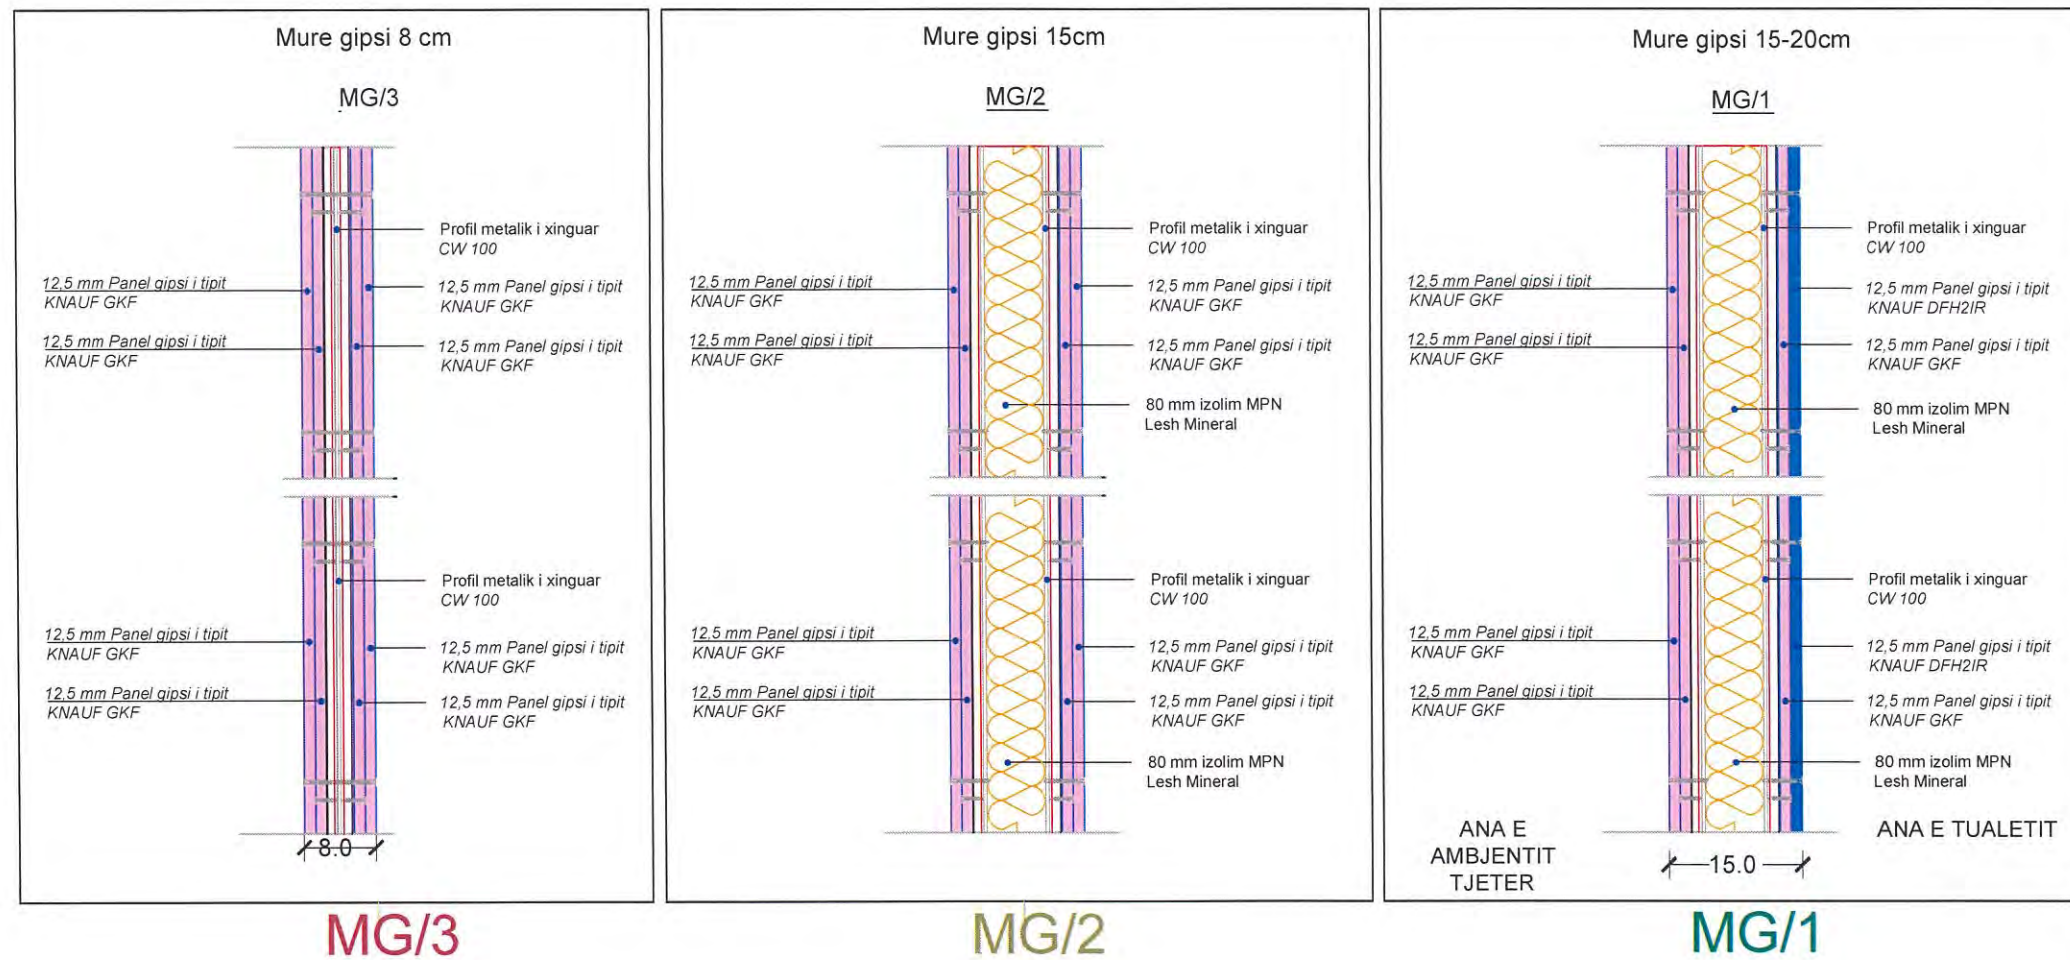 Mure gipsi 8 cm
MG/3
Profil metalik i xinguar
CW 100
12,5 mm Panel gipsi i tipit
KNAUF GKF
12,5 mm Panel gipsi i tipit
KNAUF GKF
12,5 mm Panel gipsi i tipit
KNAUF GKF
12,5 mm Panel gipsi i tipit
KNAUF GKF
Profil metalik i xinguar
CW 100
12,5 mm Panel gipsi i tipit
KNAUF GKF
12,5 mm Panel gipsi i tipit
KNAUF GKF
12,5 mm Panel gipsi i tipit
KNAUF GKF
12,5 mm Panel gipsi i tipit
KNAUF GKF
8.0
MG/3
Mure gipsi 15cm
MG/2
Profil metalik i xinguar
CW 100
12,5 mm Panel gipsi i tipit
KNAUF GKF
12,5 mm Panel gipsi i tipit
KNAUF GKF
12,5 mm Panel gipsi i tipit
KNAUF GKF
12,5 mm Panel gipsi i tipit
KNAUF GKF
80 mm izolim MPN
Lesh Mineral
Profil metalik i xinguar
CW 100
12,5 mm Panel gipsi i tipit
KNAUF GKF
12,5 mm Panel gipsi i tipit
KNAUF GKF
12,5 mm Panel gipsi i tipit
KNAUF GKF
12,5 mm Panel gipsi i tipit
KNAUF GKF
80 mm izolim MPN
Lesh Mineral
MG/2
Mure gipsi 15-20cm
MG/1
Profil metalik i xinguar
CW 100
12,5 mm Panel gipsi i tipit
KNAUF GKF
12,5 mm Panel gipsi i tipit
KNAUF DFH2IR
12,5 mm Panel gipsi i tipit
KNAUF GKF
12,5 mm Panel gipsi i tipit
KNAUF GKF
80 mm izolim MPN
Lesh Mineral
Profil metalik i xinguar
CW 100
12,5 mm Panel gipsi i tipit
KNAUF GKF
12,5 mm Panel gipsi i tipit
KNAUF DFH2IR
12,5 mm Panel gipsi i tipit
KNAUF GKF
12,5 mm Panel gipsi i tipit
KNAUF GKF
80 mm izolim MPN
Lesh Mineral
ANA E
AMBJENTIT
TJETER
ANA E TUALETIT
15.0
MG/1